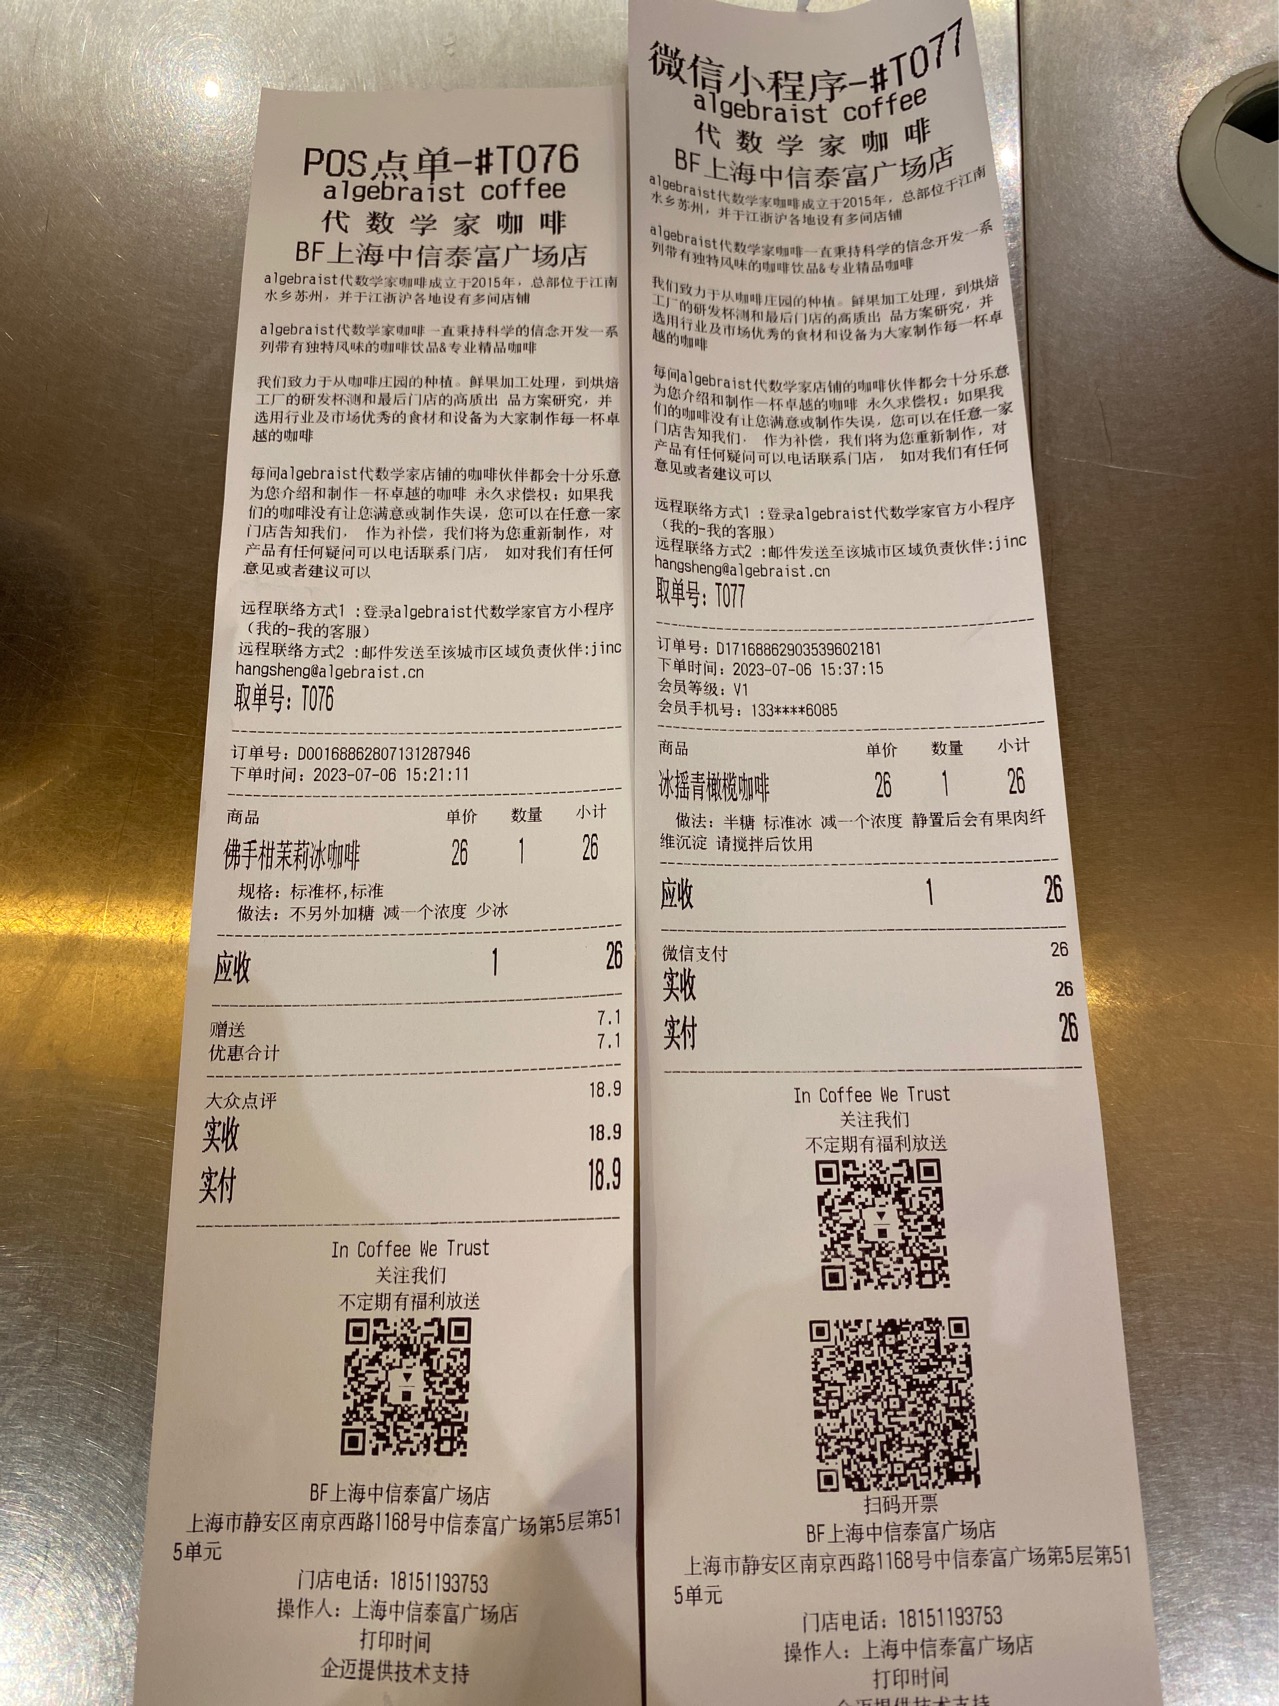 POS点单-#T076
algebraist coffee
代数学家咖啡
BF上海中信泰富广场店
algebraist代数学家咖啡成立于2015年，总部位于江南
水乡苏州，并于江浙沪各地设有多间店铺
algebraist代数学家咖啡一直秉持科学的信念开发一系
列带有独特风味的咖啡饮品&专业精品咖啡
我们致力于从咖啡庄园的种植。鲜果加工处理，到烘焙
工厂的研发杯测和最后门店的高质出 品方案研究，并
选用行业及市场优秀的食材和设备为大家制作每一杯卓
越的咖啡
每间algebraist代数学家店铺的咖啡伙伴都会十分乐意
为您介绍和制作一杯卓越的咖啡 永久求偿权；如果我
们的咖啡没有让您满意或制作失误，您可以在任意一家
门店告知我们， 作为补偿，我们将为您重新制作，对
产品有任何疑问可以电话联系门店， 如对我们有任何
意见或者建议可以
远程联络方式1 :登录algebraist代数学家官方小程序
（我的-我的客服）
远程联络方式2 :邮件发送至该城市区域负责伙伴:jinc
hangsheng@algebraist.cn
取单号：T076
订单号：D00168862807131287946
下单时间：2023-07-06 15:21:11
商品 单价 数量 小计
佛手柑茉莉冰咖啡 26 1 26
规格：标准杯,标准
做法：不另外加糖 减一个浓度 少冰
应收 1 26
赠送 7.1
优惠合计 7.1
大众点评 18.9
实收 18.9
实付 18.9
In Coffee We Trust
关注我们
不定期有福利放送
BF上海中信泰富广场店
上海市静安区南京西路1168号中信泰富广场第5层第51
5单元
门店电话：18151193753
操作人：上海中信泰富广场店
打印时间
企迈提供技术支持
微信小程序-#T077
algebraist coffee
代数学家咖啡
BF上海中信泰富广场店
algebraist代数学家咖啡成立于2015年，总部位于江南
水乡苏州，并于江浙沪各地设有多间店铺
algebraist代数学家咖啡一直秉持科学的信念开发一系
列带有独特风味的咖啡饮品&专业精品咖啡
我们致力于从咖啡庄园的种植。鲜果加工处理，到烘焙
工厂的研发杯测和最后门店的高质出 品方案研究，并
选用行业及市场优秀的食材和设备为大家制作每一杯卓
越的咖啡
每间algebraist代数学家店铺的咖啡伙伴都会十分乐意
为您介绍和制作一杯卓越的咖啡 永久求偿权；如果我
们的咖啡没有让您满意或制作失误，您可以在任意一家
门店告知我们， 作为补偿，我们将为您重新制作，对
产品有任何疑问可以电话联系门店， 如对我们有任何
意见或者建议可以
远程联络方式1 :登录algebraist代数学家官方小程序
（我的-我的客服）
远程联络方式2 :邮件发送至该城市区域负责伙伴:jinc
hangsheng@algebraist.cn
取单号：T077
订单号：D17168862903539602181
下单时间：2023-07-06 15:37:15
会员等级：V1
会员手机号：133****6085
商品 单价 数量 小计
冰摇青橄榄咖啡 26 1 26
做法：半糖 标准冰 减一个浓度 静置后会有果肉纤
维沉淀 请搅拌后饮用
应收 1 26
微信支付 26
实收 26
实付 26
In Coffee We Trust
关注我们
不定期有福利放送
扫码开票
BF上海中信泰富广场店
上海市静安区南京西路1168号中信泰富广场第5层第51
5单元
门店电话：18151193753
操作人：上海中信泰富广场店
打印时间
企迈提供技术支持